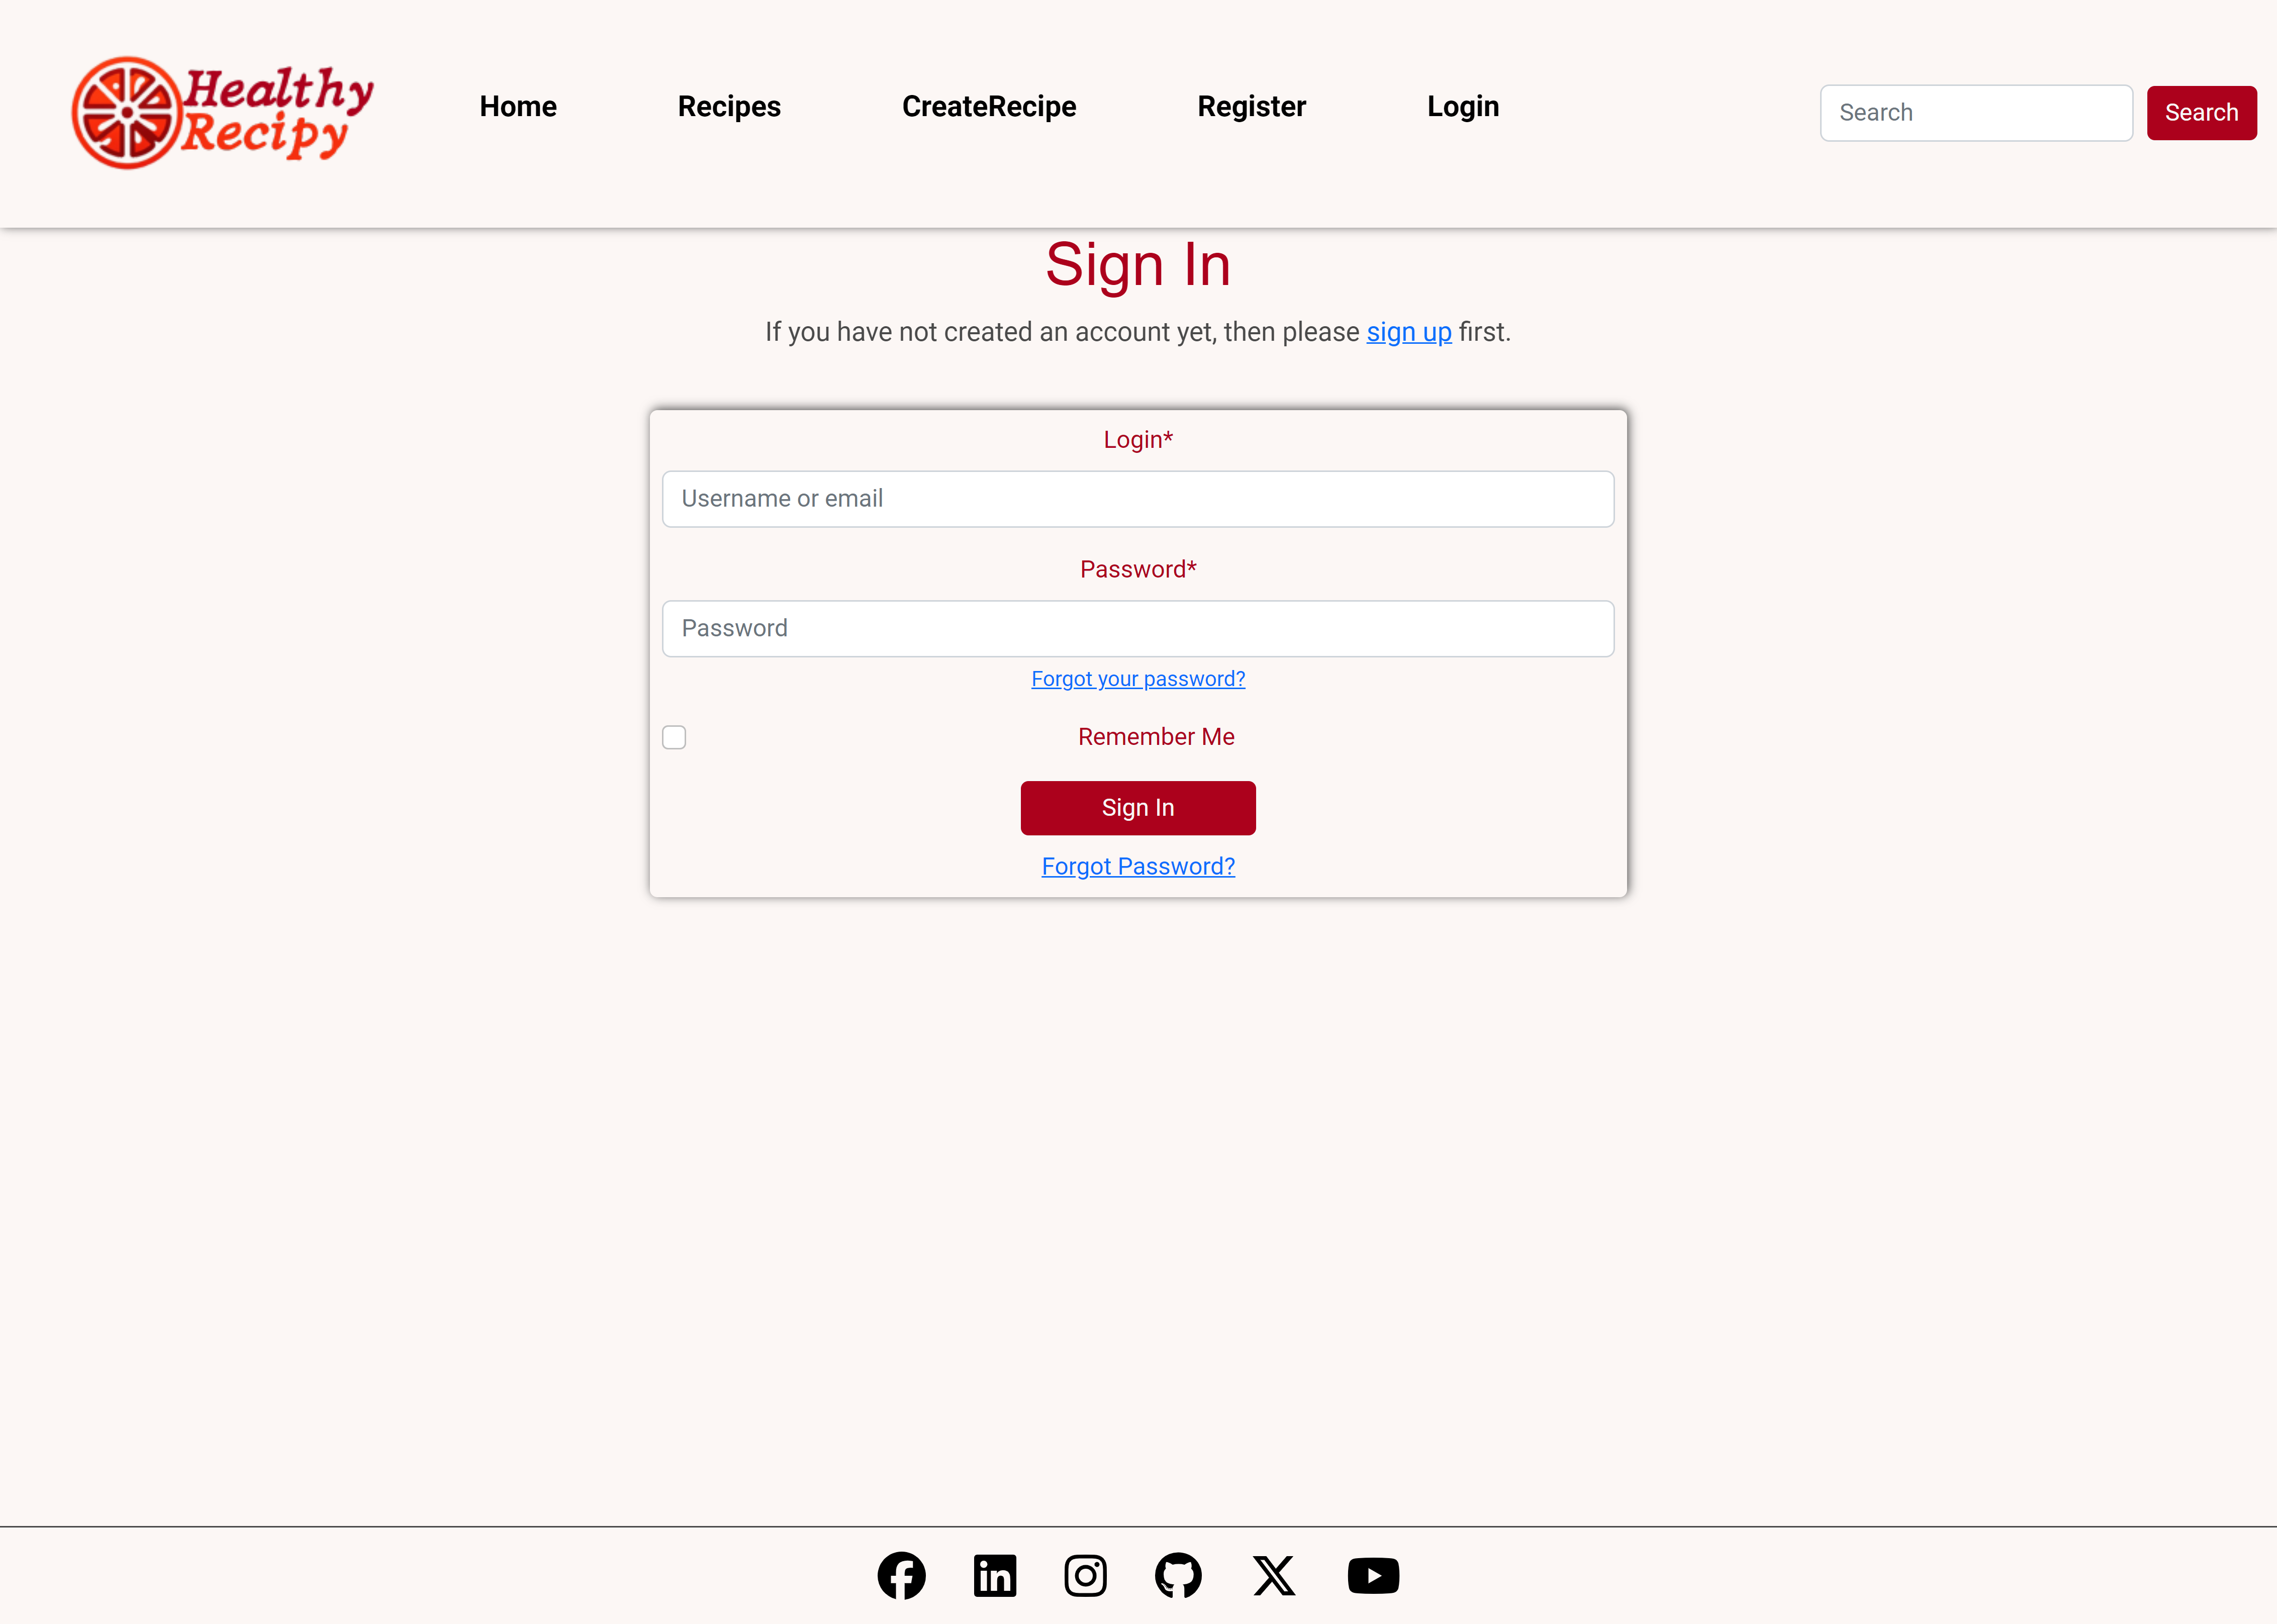 Healthy
Recipy
Home
Recipes
CreateRecipe
Register
Login
Search
Search
Sign In
If you have not created an account yet, then please sign up first.
Login*
Username or email
Password*
Password
Forgot your password?
Remember Me
Sign In
Forgot Password?